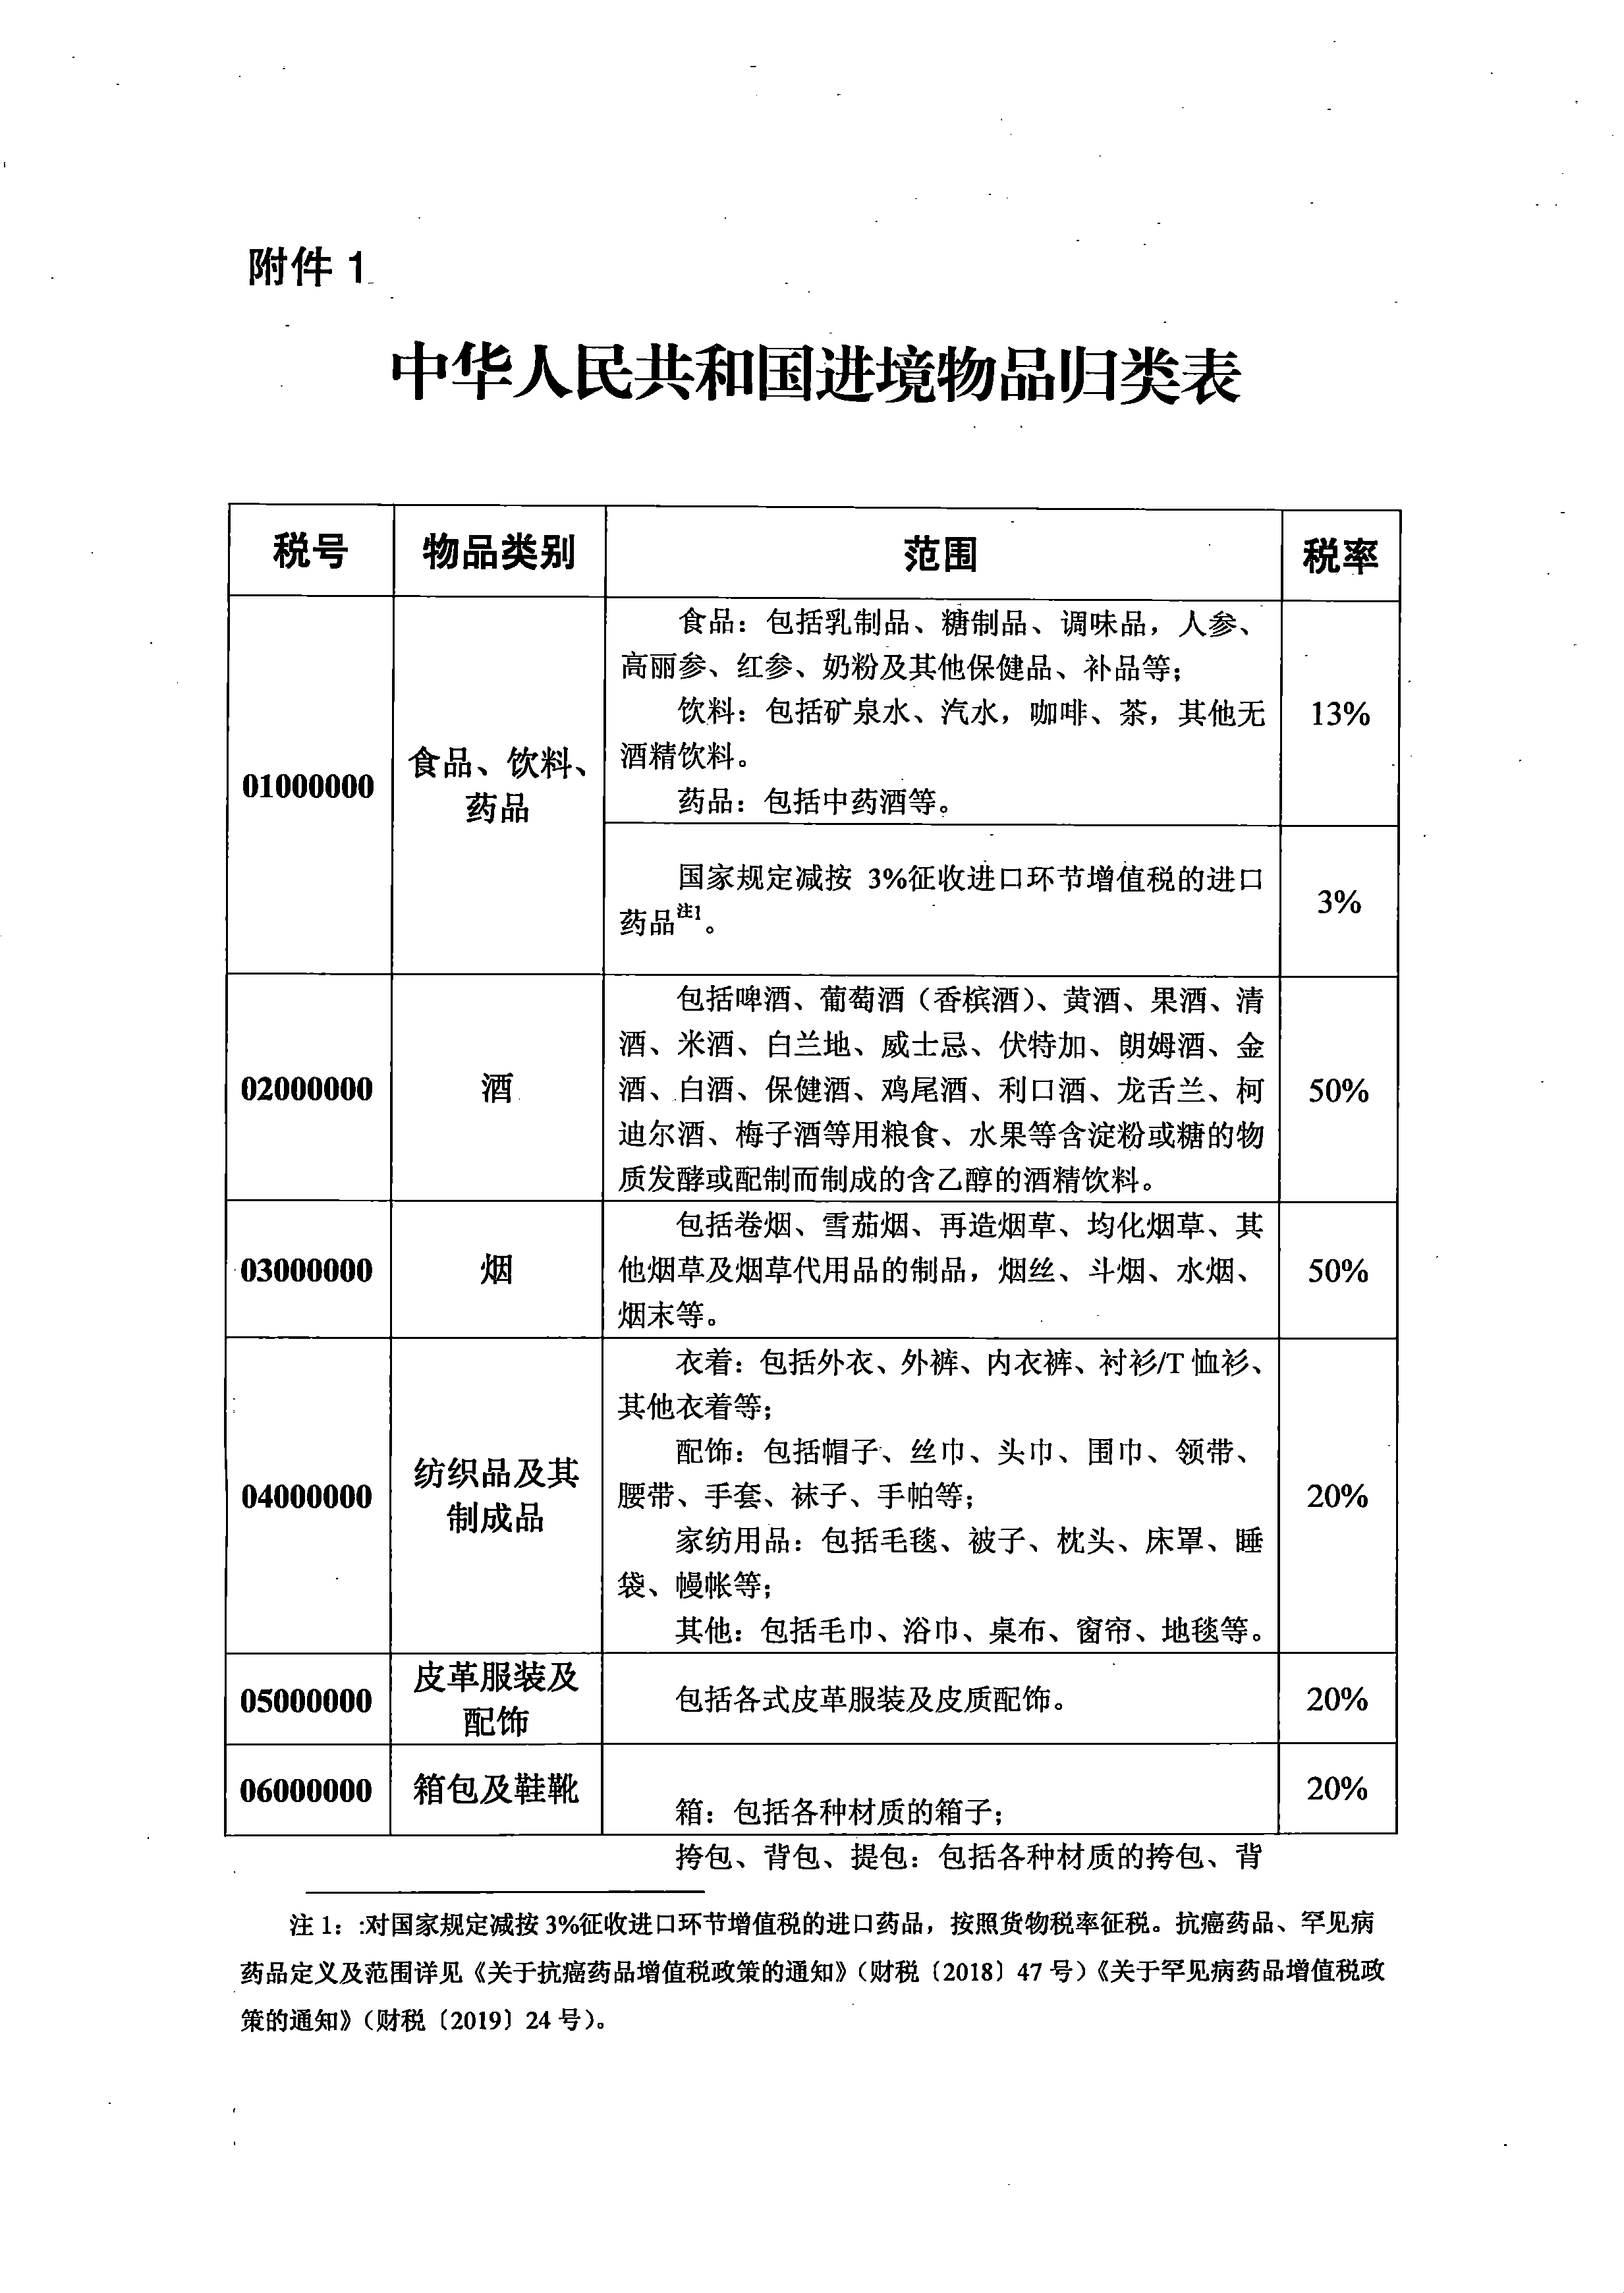 附件 1
中华人民共和国进境物品归类表
税号 物品类别 范围 税率
食品：包括乳制品、糖制品、调味品，人参、
高丽参、红参、奶粉及其他保健品、补品等；
饮料：包括矿泉水、汽水，咖啡、茶，其他无
酒精饮料。
药品：包括中药酒等。
13%
01000000
食品、饮料、
药品
国家规定减按 3%征收进口环节增值税的进口
药品注1。
3%
02000000
酒
包括啤酒、葡萄酒（香槟酒）、黄酒、果酒、清
酒、米酒、白兰地、威士忌、伏特加、朗姆酒、金
酒、白酒、保健酒、鸡尾酒、利口酒、龙舌兰、柯
迪尔酒、梅子酒等用粮食、水果等含淀粉或糖的物
质发酵或配制而制成的含乙醇的酒精饮料。
50%
03000000
烟
包括卷烟、雪茄烟、再造烟草、均化烟草、其
他烟草及烟草代用品的制品，烟丝、斗烟、水烟、
烟末等。
50%
04000000
纺织品及其
制成品
衣着：包括外衣、外裤、内衣裤、衬衫/T 恤衫、
其他衣着等；
配饰：包括帽子、丝巾、头巾、围巾、领带、
腰带、手套、袜子、手帕等；
家纺用品：包括毛毯、被子、枕头、床罩、睡
袋、幔帐等；
其他：包括毛巾、浴巾、桌布、窗帘、地毯等。
20%
05000000
皮革服装及
配饰
包括各式皮革服装及皮质配饰。
20%
06000000
箱包及鞋靴
箱：包括各种材质的箱子；
挎包、背包、提包：包括各种材质的挎包、背
20%
注 1：:对国家规定减按 3%征收进口环节增值税的进口药品，按照货物税率征税。抗癌药品、罕见病
药品定义及范围详见《关于抗癌药品增值税政策的通知》（财税〔2018〕47 号）《关于罕见病药品增值税政
策的通知》（财税〔2019〕24 号）。